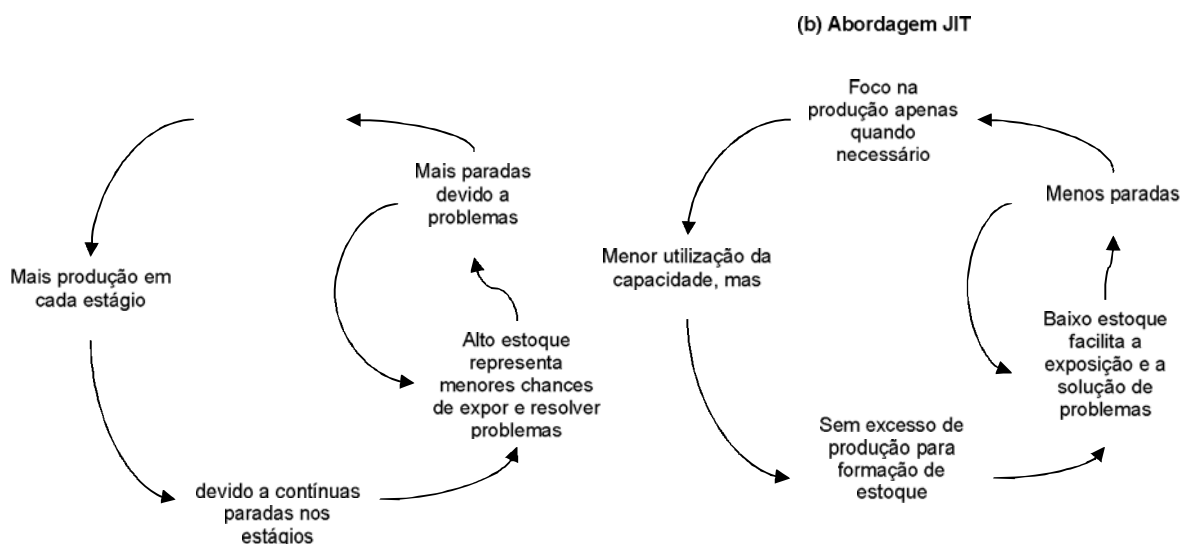 (b) Abordagem JIT
Mais paradas
devido a
problemas
Mais produção em
cada estágio
Alto estoque
representa
menores chances
de expor e resolver
problemas
devido a contínuas
paradas nos
estágios
Foco na
produção apenas
quando
necessário
Menos paradas
Menor utilização da
capacidade, mas
Baixo estoque
facilita a
exposição e a
solução de
problemas
Sem excesso de
produção para
formação de
estoque